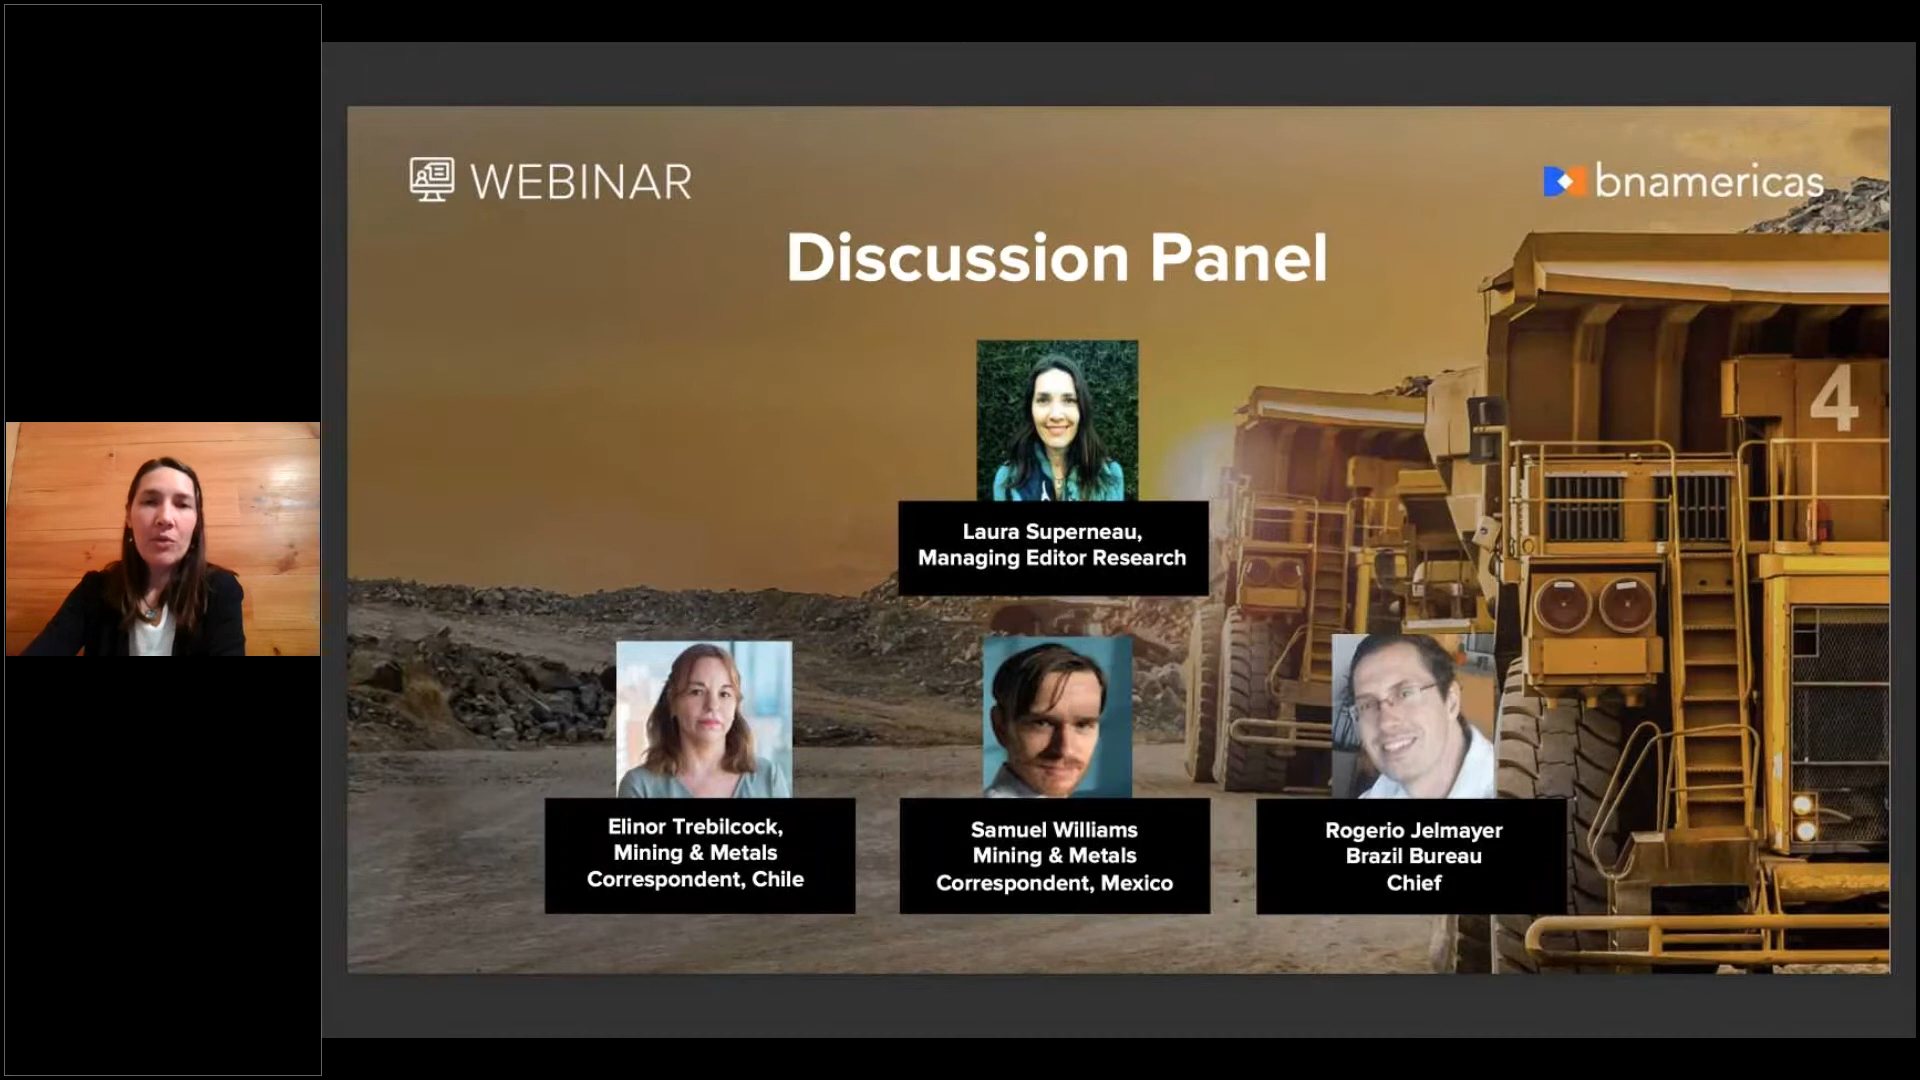 WEBINAR
bnamericas
Discussion Panel
4
Laura Superneau,
Managing Editor Research
Elinor Trebilcock,
Mining & Metals
Correspondent, Chile
Samuel Williams
Mining & Metals
Correspondent, Mexico
Rogerio Jelmayer
Brazil Bureau
Chief